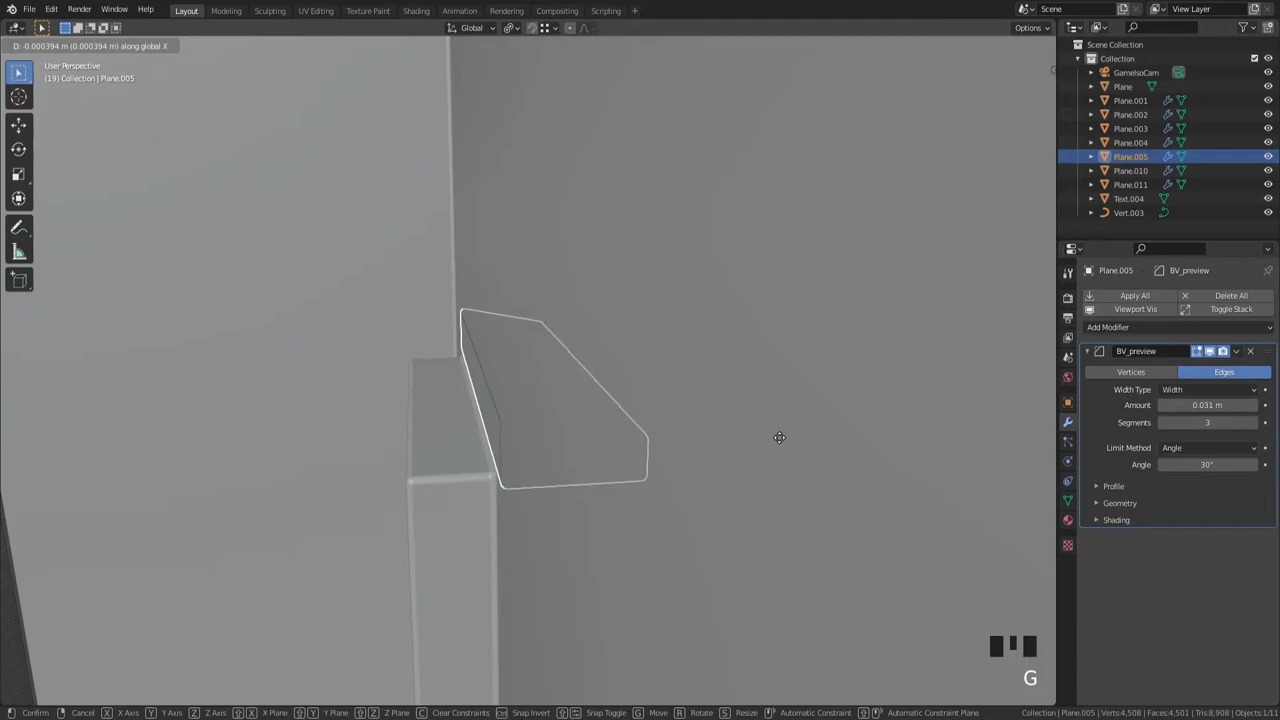 File Edit Render Window Help Layout Modeling Sculpting UV Editing Texture Paint Shading Animation Rendering Compositing Scripting + Scene View Layer
Global Options
D: -0.000394 m (0.000394 m) along global X
User Perspective
(19) Collection | Plane.005
Scene Collection
Collection
GameIsoCam
Plane
Plane.001
Plane.002
Plane.003
Plane.004
Plane.005
Plane.010
Plane.011
Text.004
Vert.003
Plane.005 BV_preview
Apply All Delete All
Viewport Vis Toggle Stack
Add Modifier
BV_preview
Vertices Edges
Width Type Width
Amount 0.031 m
Segments 3
Limit Method Angle
Angle 30°
Profile
Geometry
Shading
G
Confirm Cancel X X Axis Y Y Axis Z Z Axis X X Plane Y Y Plane Z Z Plane C Clear Constraints Ctrl Snap Invert Snap Toggle G Move R Rotate S Resize Automatic Constraint Automatic Constraint Plane Collection | Plane.005 | Verts:4,508 | Faces:4,501 | Tris:8,908 | Objects:1/11